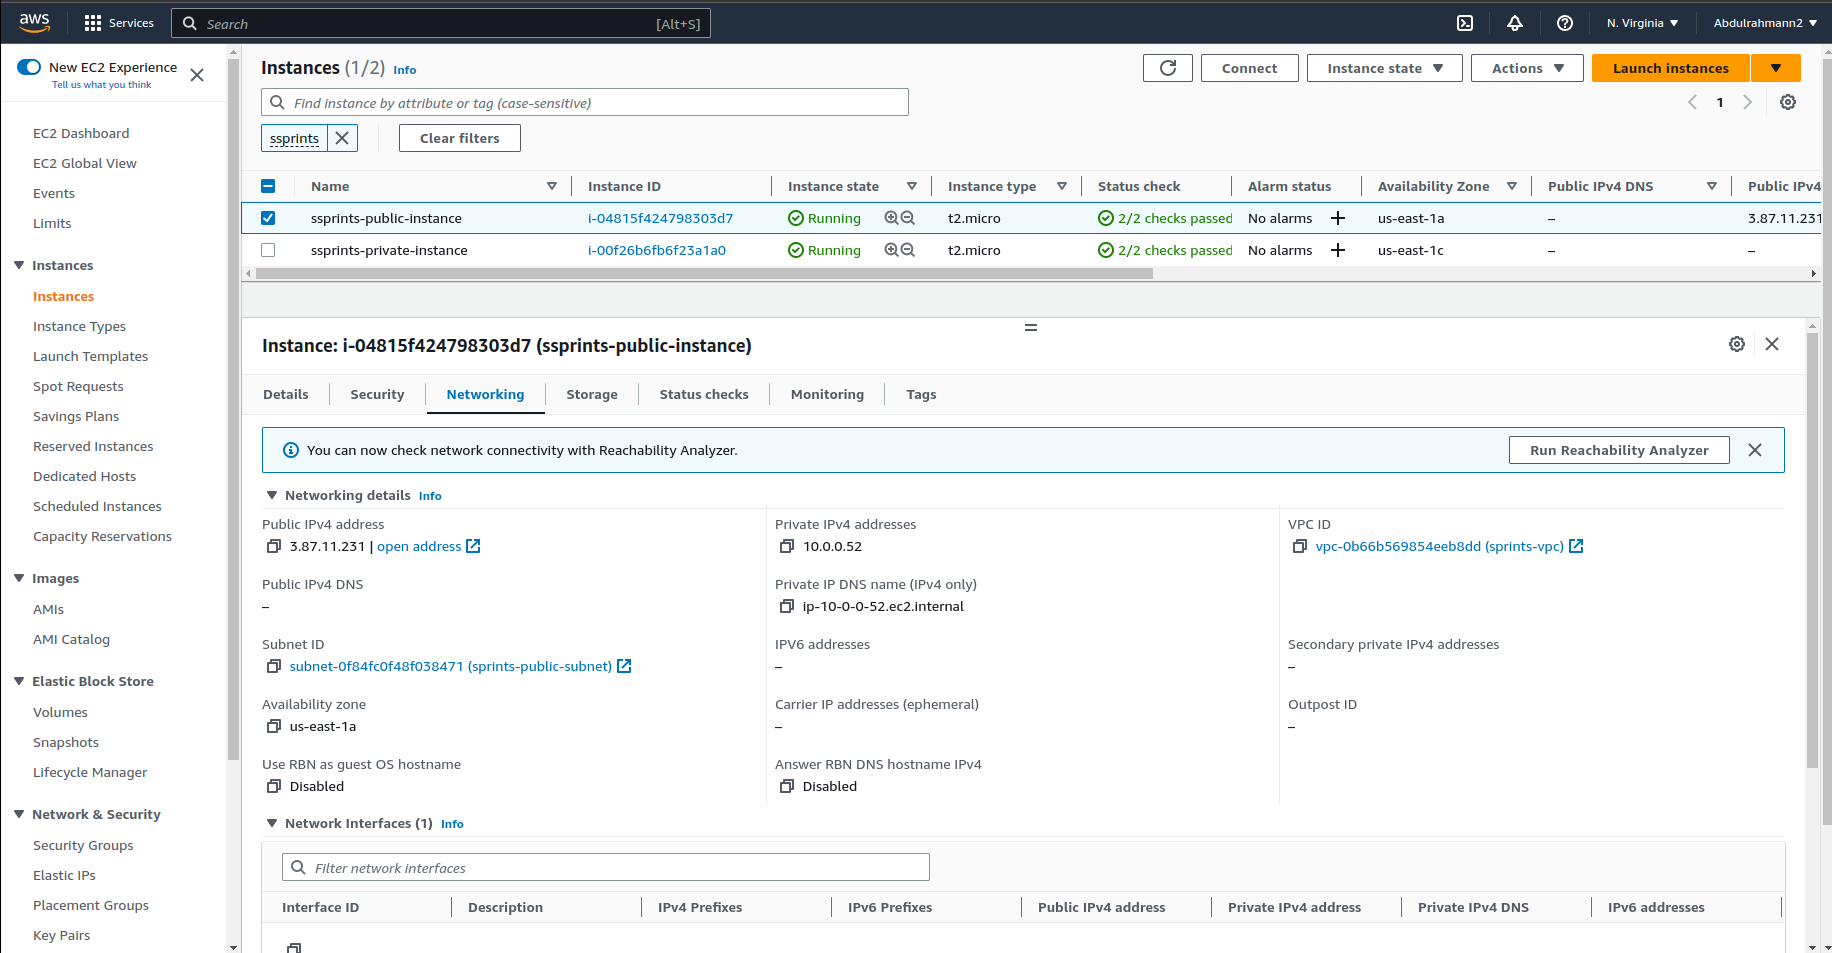 aws
Services
Search
[Alt+S]
N. Virginia
Abdulrahmann2
New EC2 Experience
Tell us what you think
EC2 Dashboard
EC2 Global View
Events
Limits
Instances
Instances
Instance Types
Launch Templates
Spot Requests
Savings Plans
Reserved Instances
Dedicated Hosts
Scheduled Instances
Capacity Reservations
Images
AMIs
AMI Catalog
Elastic Block Store
Volumes
Snapshots
Lifecycle Manager
Network & Security
Security Groups
Elastic IPs
Placement Groups
Key Pairs
Instances (1/2) Info
Connect
Instance state
Actions
Launch instances
Find instance by attribute or tag (case-sensitive)
1
ssprints
Clear filters
Name Instance ID Instance state Instance type Status check Alarm status Availability Zone Public IPv4 DNS Public IPv4
ssprints-public-instance i-04815f424798303d7 Running t2.micro 2/2 checks passed No alarms + us-east-1a – 3.87.11.231
ssprints-private-instance i-00f26b6fb6f23a1a0 Running t2.micro 2/2 checks passed No alarms + us-east-1c – –
Instance: i-04815f424798303d7 (ssprints-public-instance)
Details Security Networking Storage Status checks Monitoring Tags
You can now check network connectivity with Reachability Analyzer.
Run Reachability Analyzer
Networking details Info
Public IPv4 address
3.87.11.231 | open address
Private IPv4 addresses
10.0.0.52
VPC ID
vpc-0b66b569854eeb8dd (sprints-vpc)
Public IPv4 DNS
–
Private IP DNS name (IPv4 only)
ip-10-0-0-52.ec2.internal
Subnet ID
subnet-0f84fc0f48f038471 (sprints-public-subnet)
IPV6 addresses
–
Secondary private IPv4 addresses
–
Availability zone
us-east-1a
Carrier IP addresses (ephemeral)
–
Outpost ID
–
Use RBN as guest OS hostname
Disabled
Answer RBN DNS hostname IPv4
Disabled
Network Interfaces (1) Info
Filter network interfaces
Interface ID Description IPv4 Prefixes IPv6 Prefixes Public IPv4 address Private IPv4 address Private IPv4 DNS IPv6 addresses